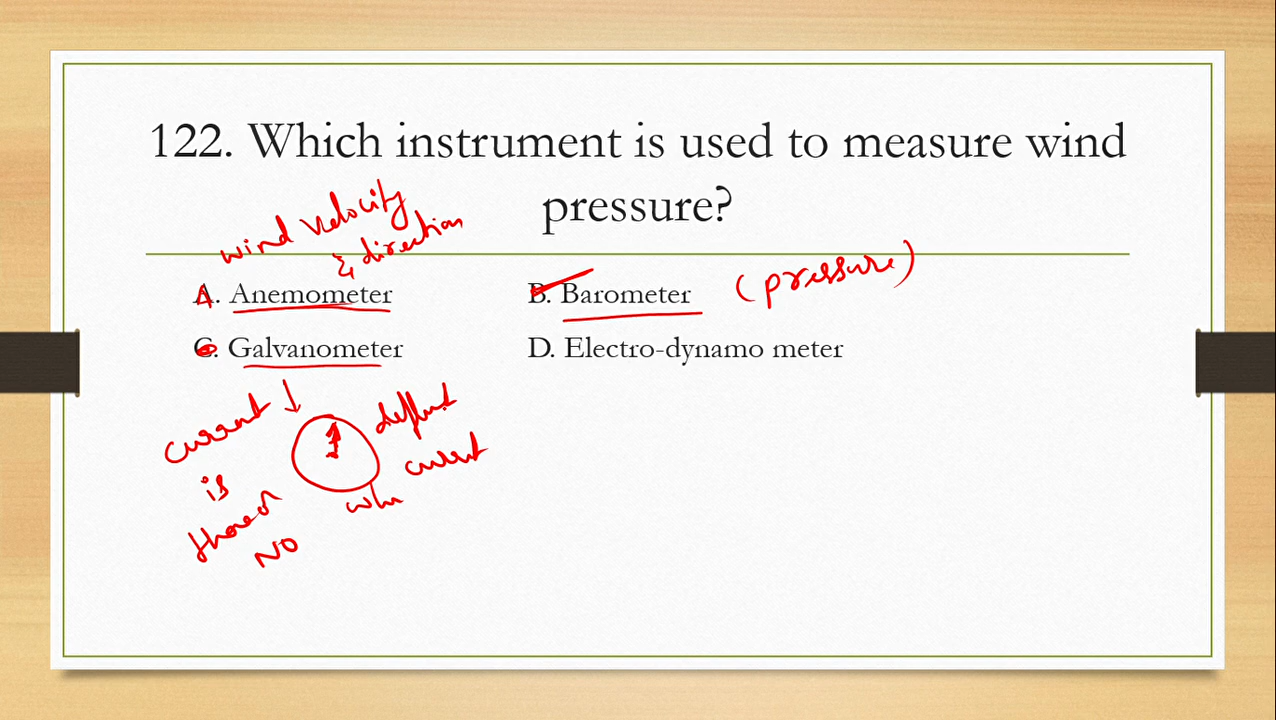 122. Which instrument is used to measure wind
pressure?
wind velocity
& direction
A. Anemometer
B. Barometer (pressure)
C. Galvanometer
D. Electro-dynamo meter
current
is
there or
NO
deflect
current
when